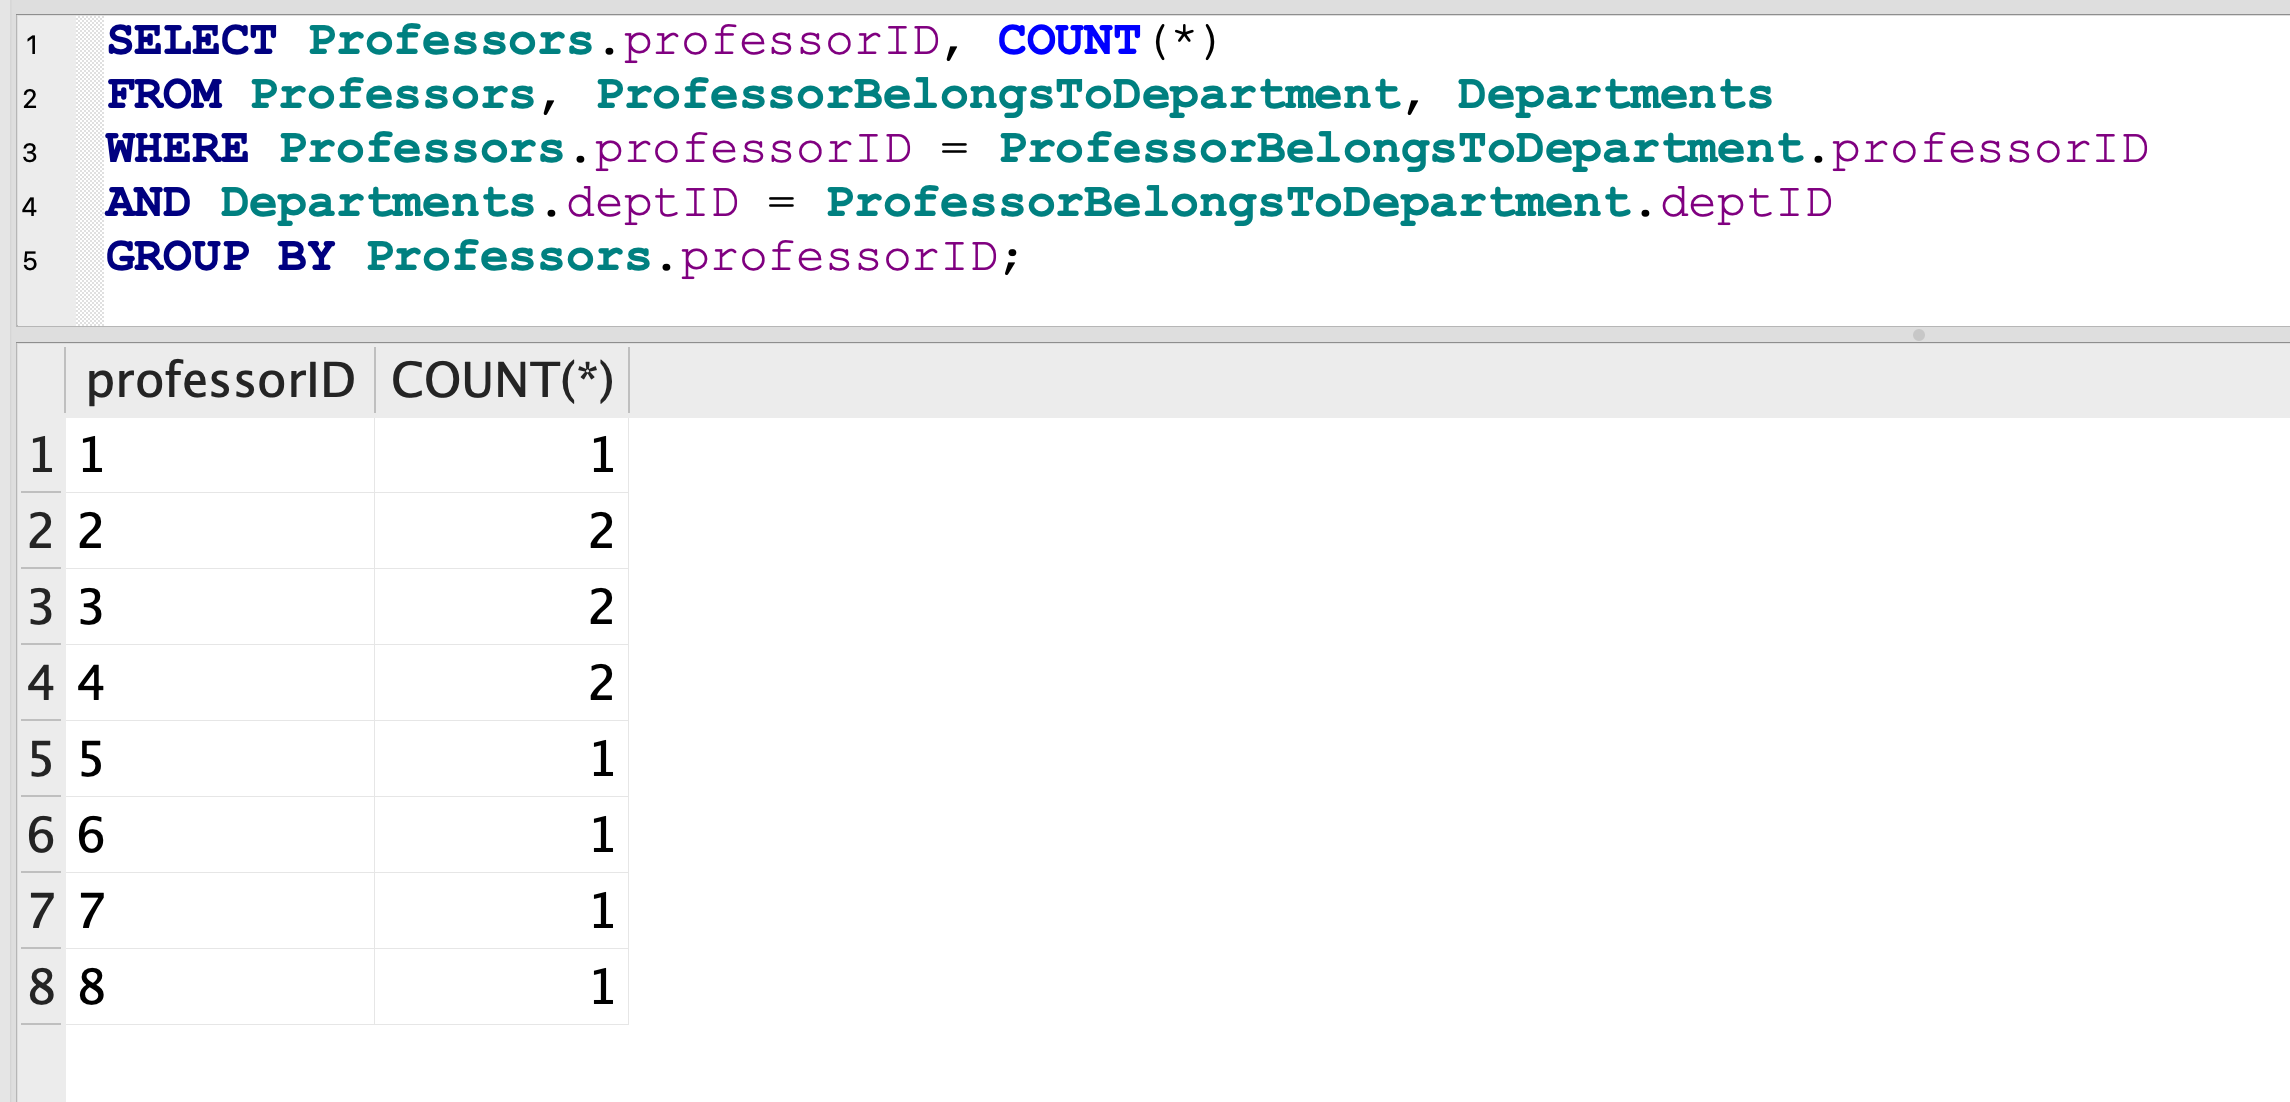 1 SELECT Professors.professorID, COUNT(*)
2 FROM Professors, ProfessorBelongsToDepartment, Departments
3 WHERE Professors.professorID = ProfessorBelongsToDepartment.professorID
4 AND Departments.deptID = ProfessorBelongsToDepartment.deptID
5 GROUP BY Professors.professorID;
professorID COUNT(*)
1 1 1
2 2 2
3 3 2
4 4 2
5 5 1
6 6 1
7 7 1
8 8 1